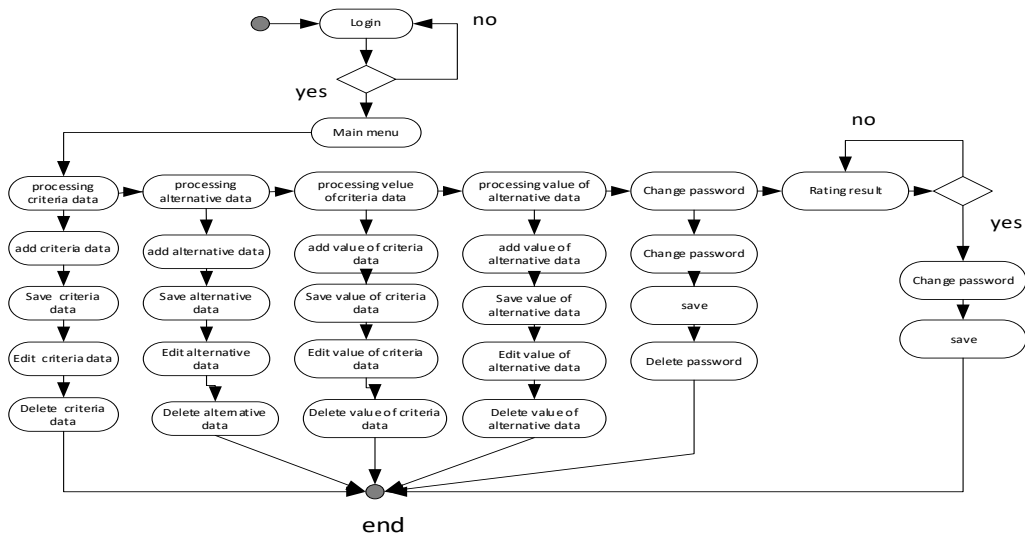 Login
no
yes
Main menu
no
processing
criteria data
processing
alternative data
processing velue
of criteria data
processing value of
alternative data
Change password
Rating result
yes
add criteria data
add alternative data
add value of criteria
data
add value of
alternative data
Change password
Change password
Save criteria
data
Save alternative
data
Save value of criteria
data
Save value of
alternative data
save
save
Edit criteria data
Edit alternative
data
Edit value of criteria
data
Edit value of
alternative data
Delete password
Delete criteria
data
Delete alternative
data
Delete value of criteria
data
Delete value of
alternative data
end